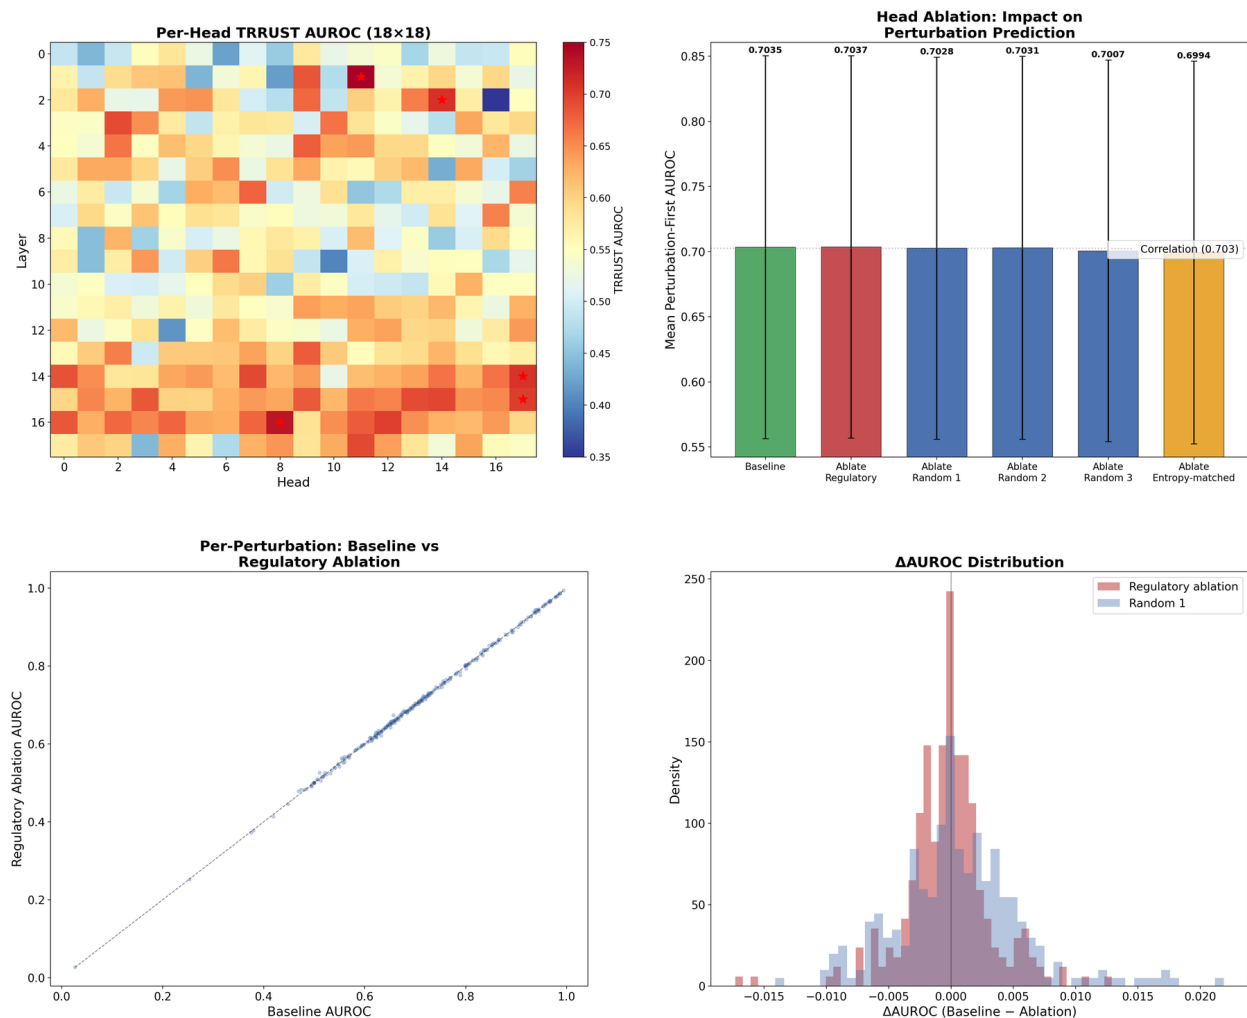 Per-Head TRRUST AUROC (18×18)
0
2
4
6
8
10
12
14
16
Layer
0
2
4
6
8
10
12
14
16
Head
0.75
0.70
0.65
0.60
0.55
0.50
0.45
0.40
0.35
TRRUST AUROC
Head Ablation: Impact on
Perturbation Prediction
0.85
0.80
0.75
0.70
0.65
0.60
0.55
Mean Perturbation-First AUROC
0.7035
0.7037
0.7028
0.7031
0.7007
0.6994
Correlation (0.703)
Baseline
Ablate
Regulatory
Ablate
Random 1
Ablate
Random 2
Ablate
Random 3
Ablate
Entropy-matched
Per-Perturbation: Baseline vs
Regulatory Ablation
1.0
0.8
0.6
0.4
0.2
0.0
Regulatory Ablation AUROC
0.0
0.2
0.4
0.6
0.8
1.0
Baseline AUROC
ΔAUROC Distribution
250
200
150
100
50
0
Density
Regulatory ablation
Random 1
−0.015
−0.010
−0.005
0.000
0.005
0.010
0.015
0.020
ΔAUROC (Baseline − Ablation)